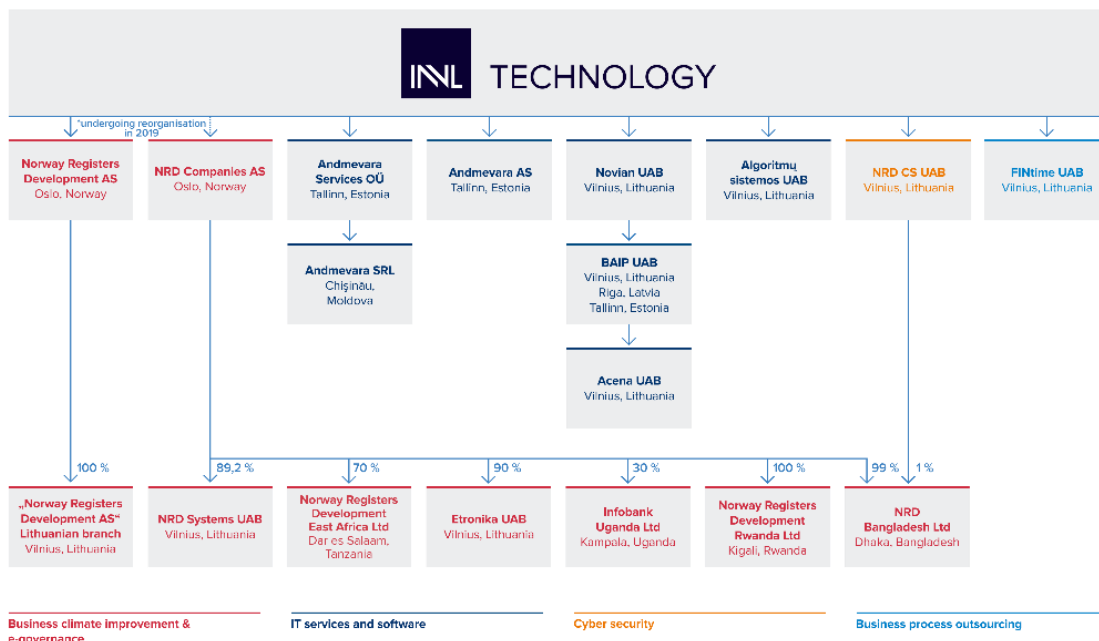 INVL TECHNOLOGY
*undergoing reorganisation
in 2019
Norway Registers
Development AS
Oslo, Norway
NRD Companies AS
Oslo, Norway
Andmevara
Services OÜ
Tallinn, Estonia
Andmevara AS
Tallinn, Estonia
Novian UAB
Vilnius, Lithuania
Algoritmų
sistemos UAB
Vilnius, Lithuania
NRD CS UAB
Vilnius, Lithuania
FINtime UAB
Vilnius, Lithuania
Andmevara SRL
Chişinău,
Moldova
BAIP UAB
Vilnius, Lithuania
Riga, Latvia
Tallinn, Estonia
Acena UAB
Vilnius, Lithuania
100 %
89,2 %
70 %
90 %
30 %
100 %
99 %
1 %
„Norway Registers
Development AS“
Lithuanian branch
Vilnius, Lithuania
NRD Systems UAB
Vilnius, Lithuania
Norway Registers
Development
East Africa Ltd
Dar es Salaam,
Tanzania
Etronika UAB
Vilnius, Lithuania
Infobank
Uganda Ltd
Kampala, Uganda
Norway Registers
Development
Rwanda Ltd
Kigali, Rwanda
NRD
Bangladesh Ltd
Dhaka, Bangladesh
Business climate improvement &
e-governance
IT services and software
Cyber security
Business process outsourcing